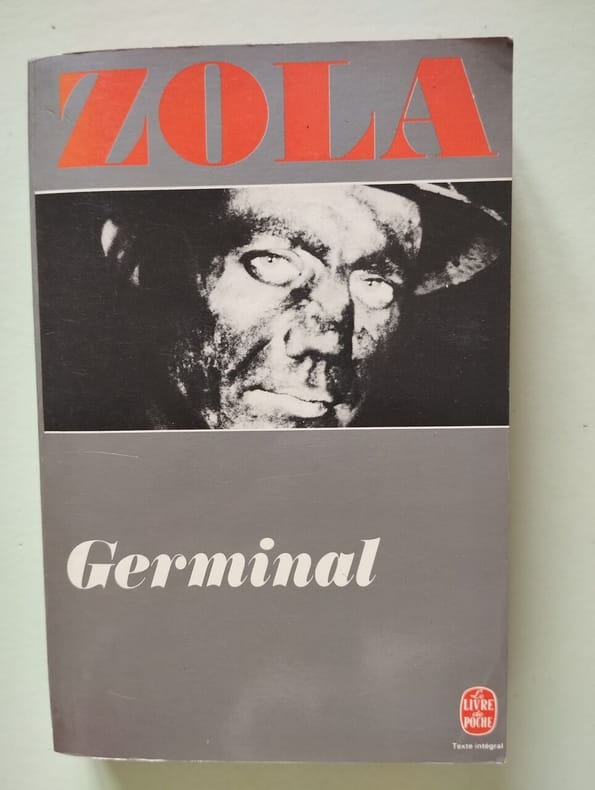 ZOLA
Germinal
Le
LIVRE
de
POCHE
Texte intégral